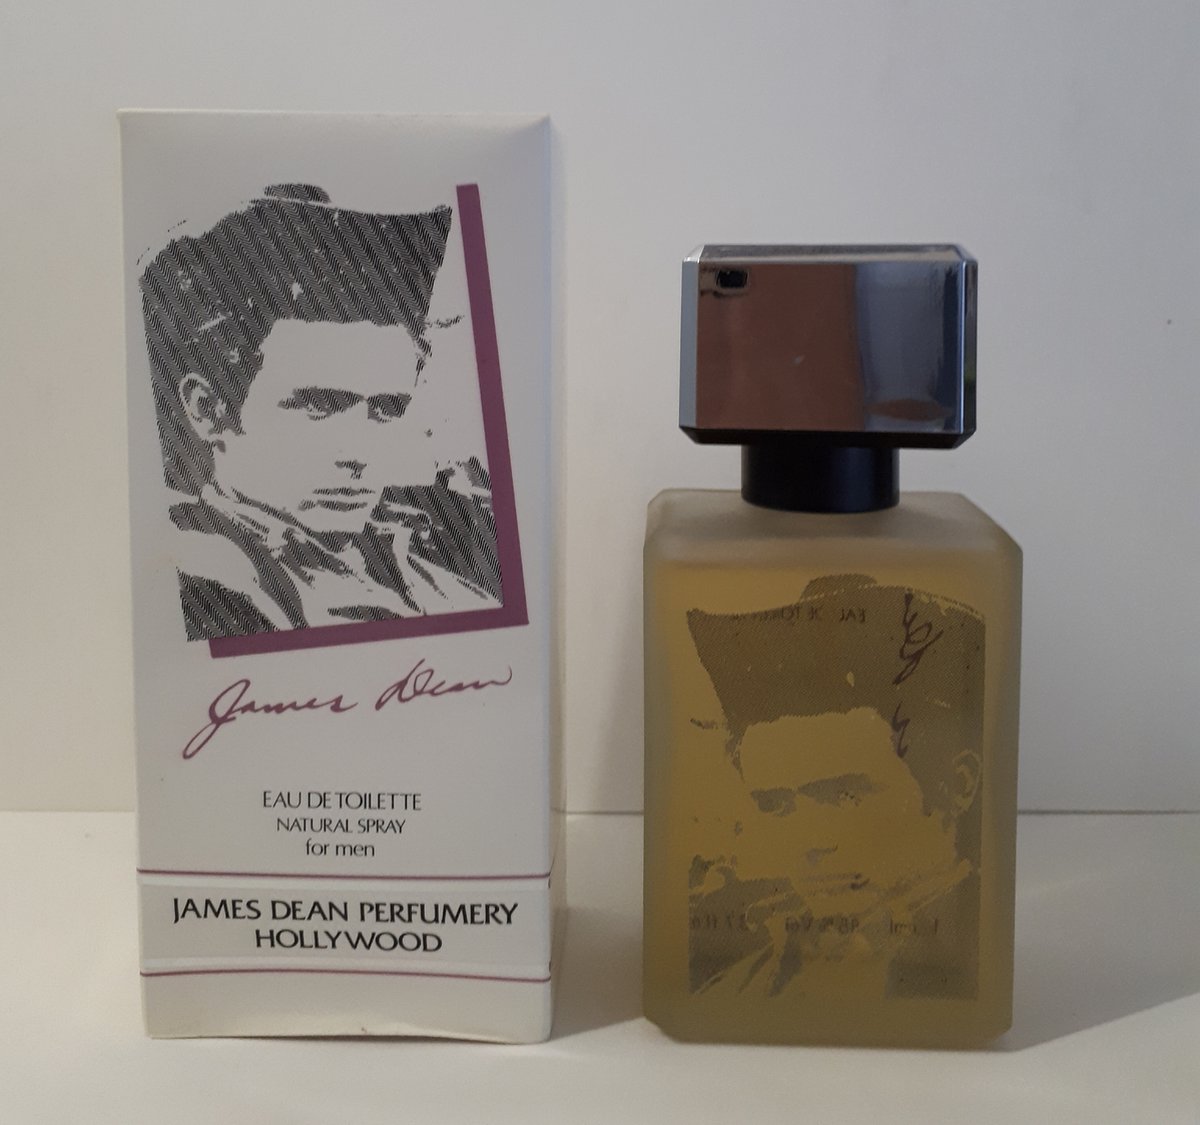 James Dean
EAU DE TOILETTE
NATURAL SPRAY
for men
JAMES DEAN PERFUMERY
HOLLYWOOD